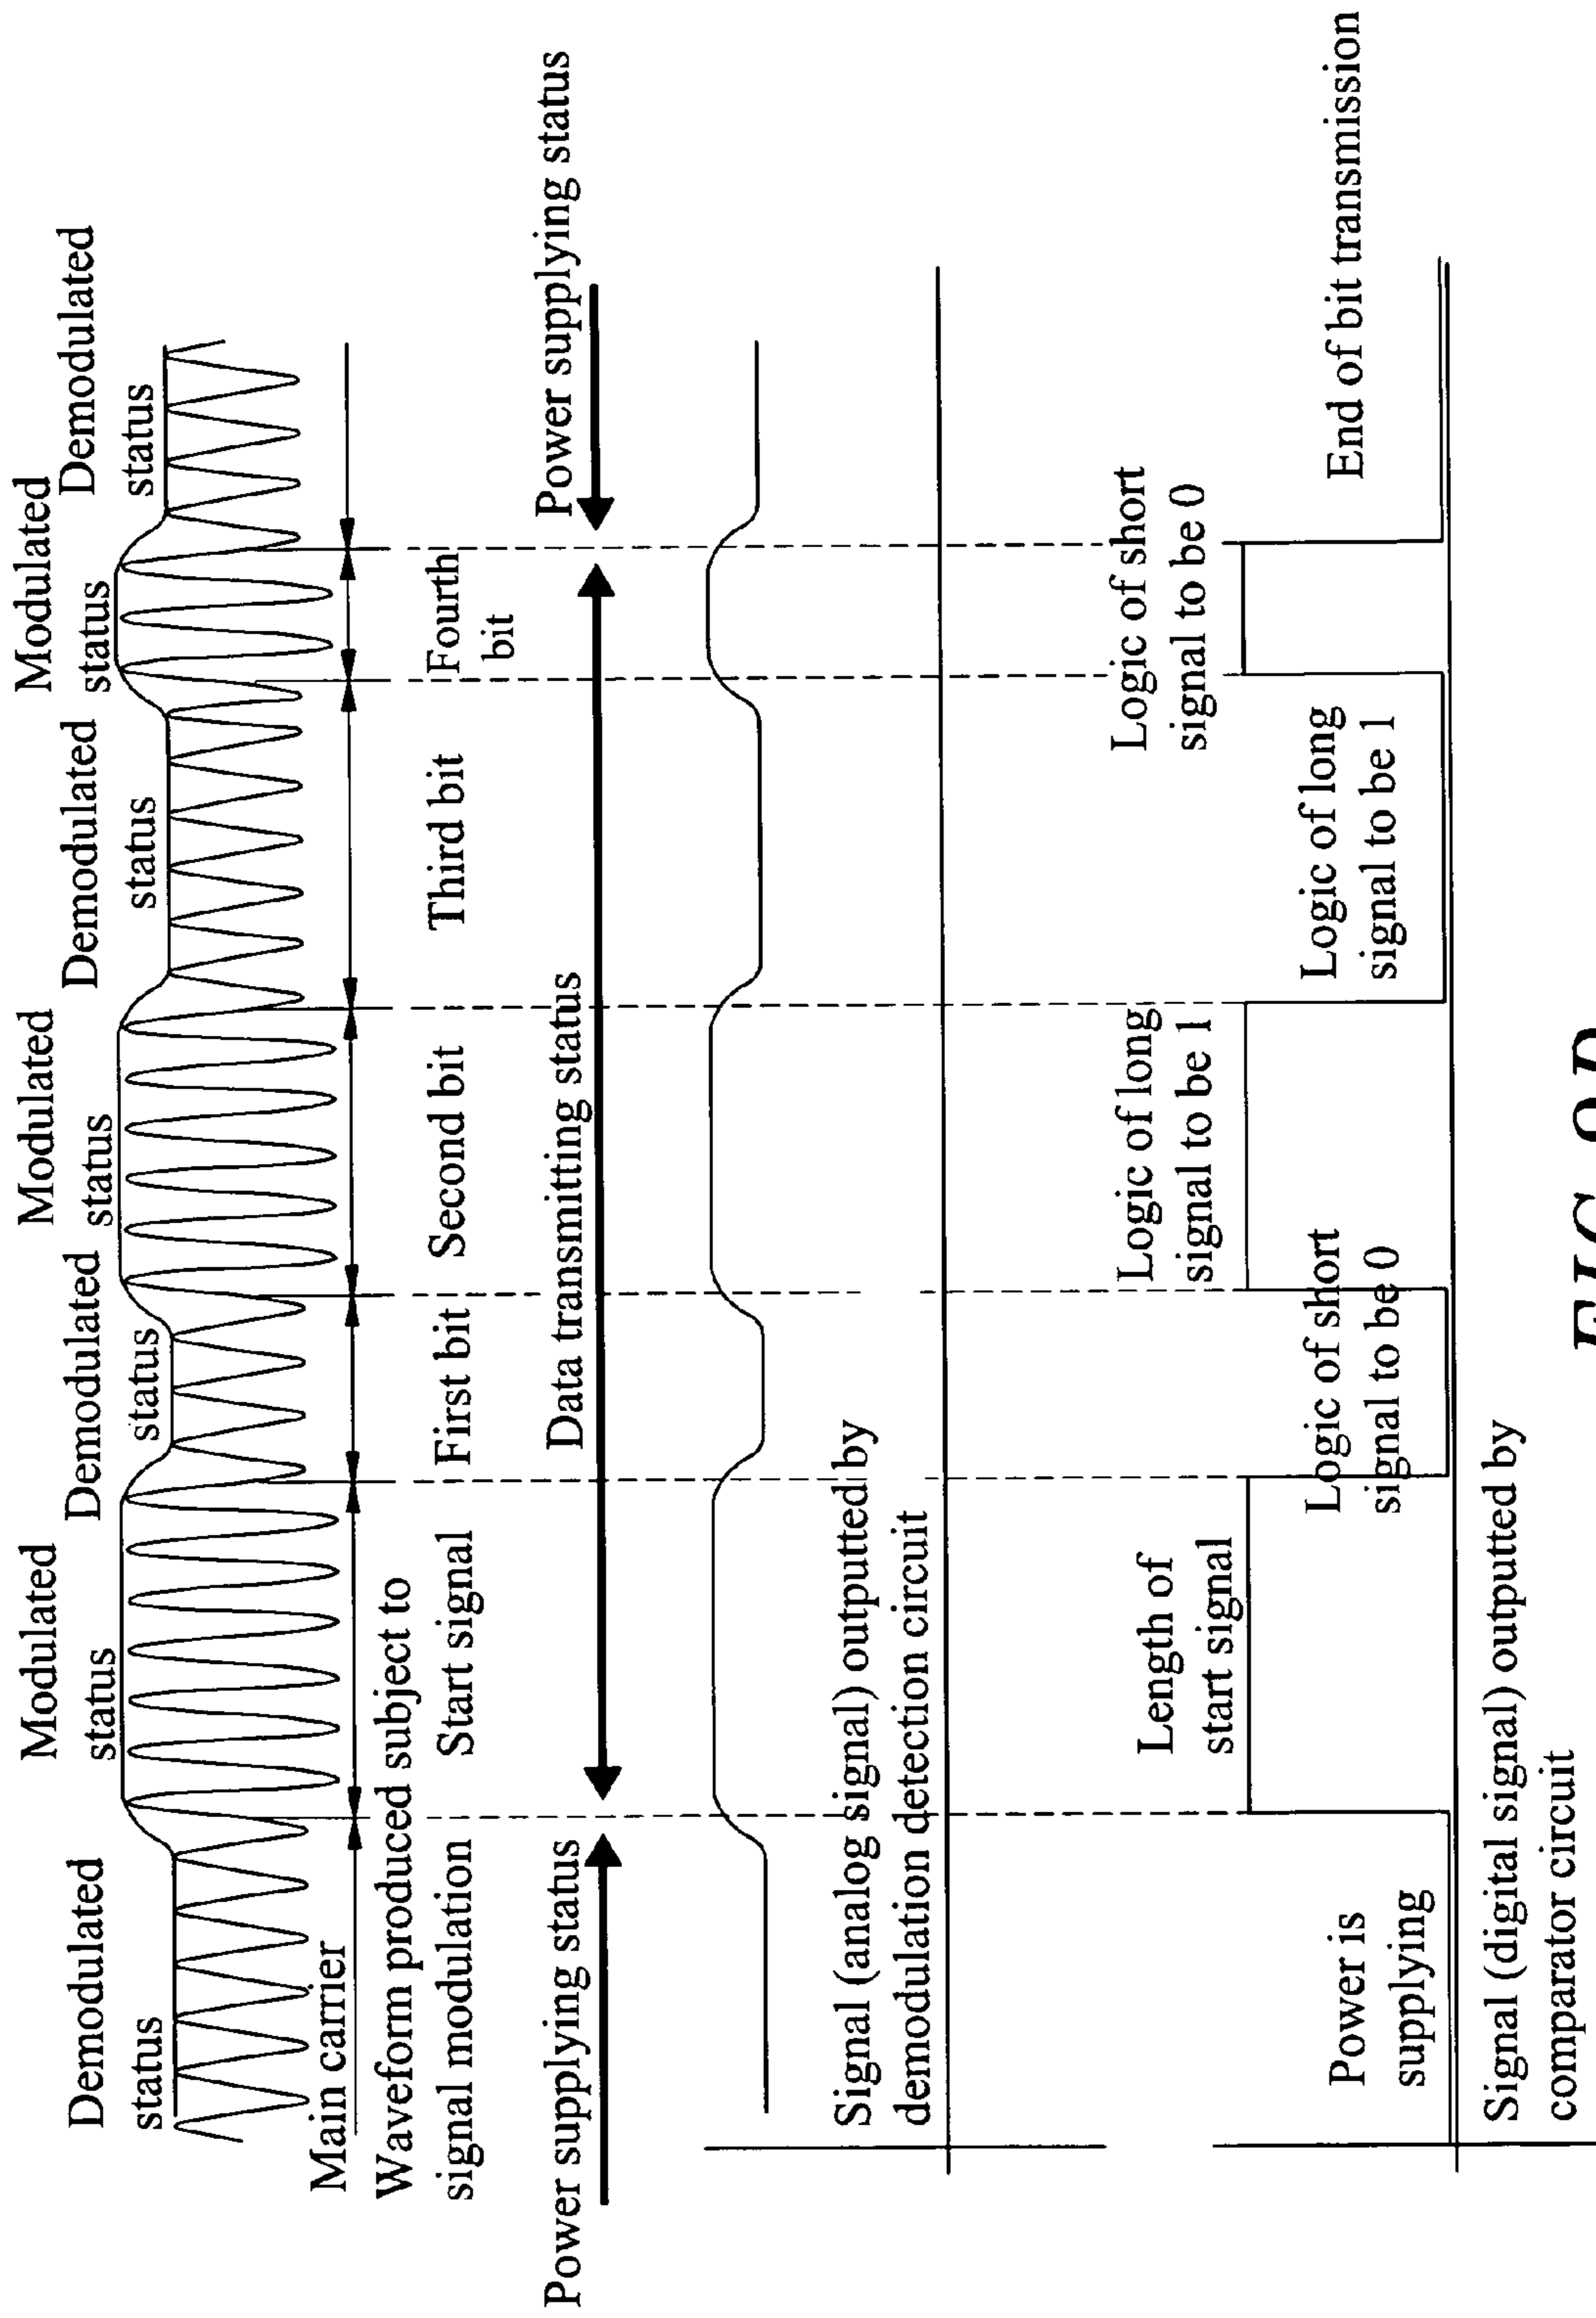 Demodulated
status
Modulated
status
Demodulated
status
Modulated
status
Demodulated
status
Modulated
status
Demodulated
status
Main carrier
Waveform produced subject to
signal modulation
Start signal
First bit
Second bit
Third bit
Fourth
bit
Power supplying status
Data transmitting status
Power supplying status
Signal (analog signal) outputted by
demodulation detection circuit
Power is
supplying
Length of
start signal
Logic of short
signal to be 0
Logic of long
signal to be 1
Logic of long
signal to be 1
Logic of short
signal to be 0
End of bit transmission
Signal (digital signal) outputted by
comparator circuit